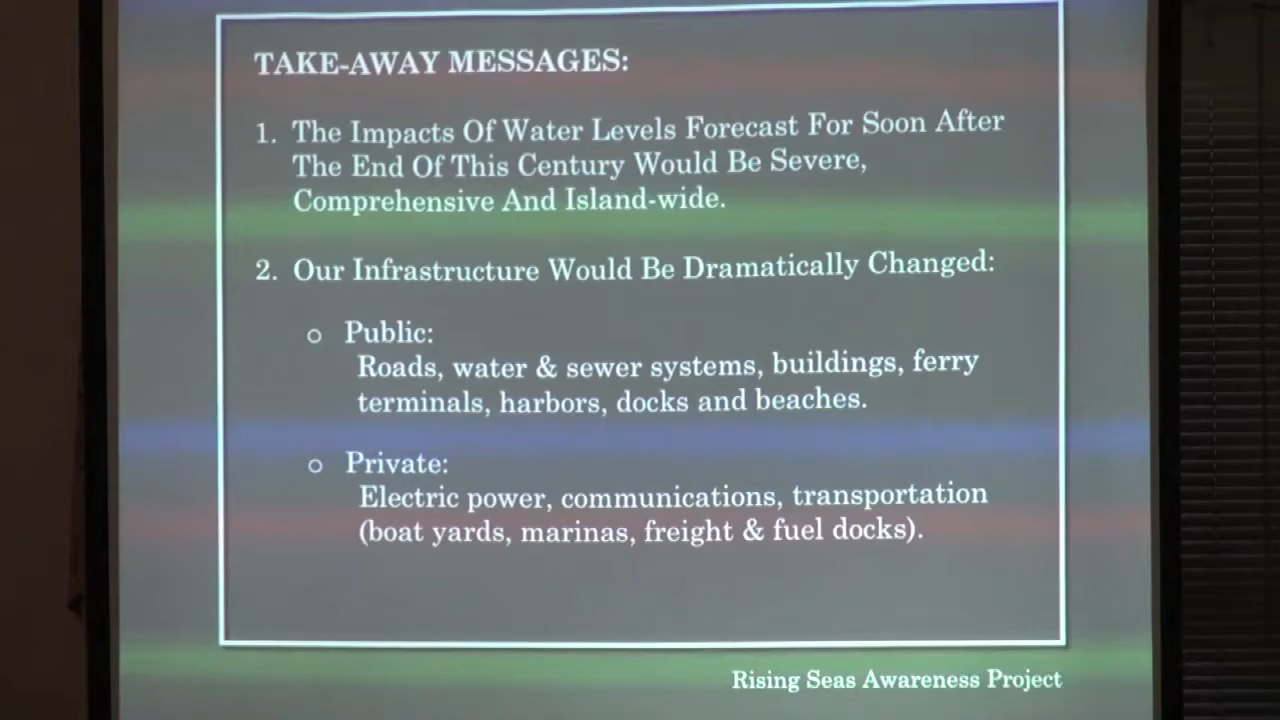 TAKE-AWAY MESSAGES:
1. The Impacts Of Water Levels Forecast For Soon After
The End Of This Century Would Be Severe,
Comprehensive And Island-wide.
2. Our Infrastructure Would Be Dramatically Changed:
o Public:
Roads, water & sewer systems, buildings, ferry
terminals, harbors, docks and beaches.
o Private:
Electric power, communications, transportation
(boat yards, marinas, freight & fuel docks).
Rising Seas Awareness Project